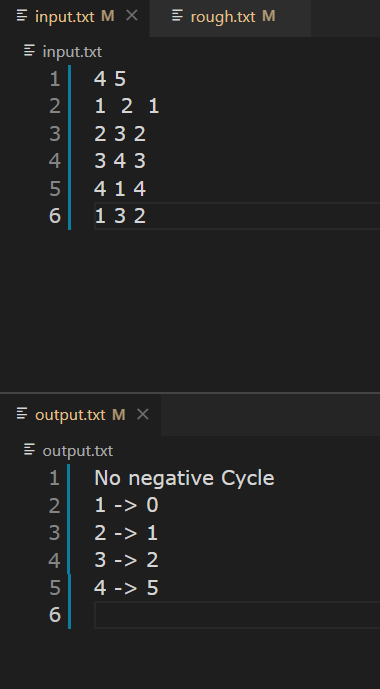 input.txt M × rough.txt M
input.txt
1 4 5
2 1 2 1
3 2 3 2
4 3 4 3
5 4 1 4
6 1 3 2
output.txt M ×
output.txt
1 No negative Cycle
2 1 -> 0
3 2 -> 1
4 3 -> 2
5 4 -> 5
6